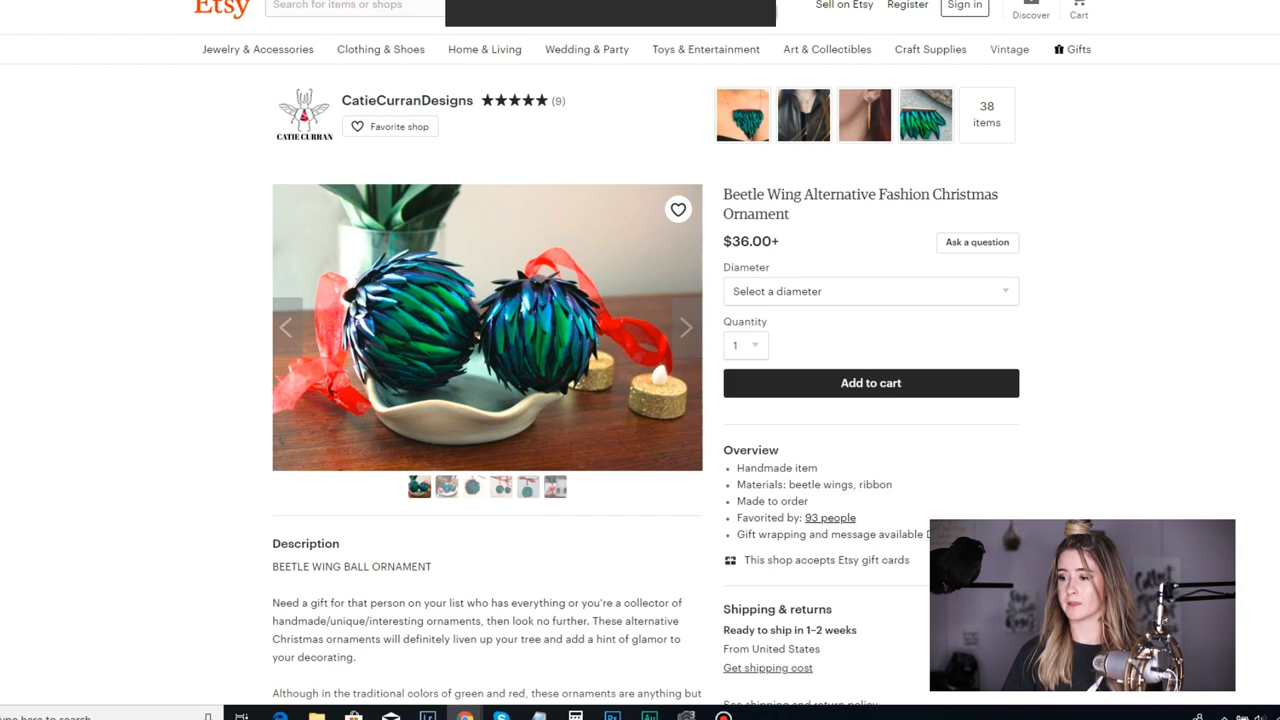 Etsy
Search for items or shops
Sell on Etsy
Register
Sign in
Discover
Cart
Jewelry & Accessories
Clothing & Shoes
Home & Living
Wedding & Party
Toys & Entertainment
Art & Collectibles
Craft Supplies
Vintage
Gifts
CatieCurranDesigns ★★★★★ (9)
Favorite shop
CATIE CURRAN
38
items
Beetle Wing Alternative Fashion Christmas
Ornament
$36.00+
Ask a question
Diameter
Select a diameter
Quantity
1
Add to cart
Overview
Handmade item
Materials: beetle wings, ribbon
Made to order
Favorited by: 93 people
Gift wrapping and message available
This shop accepts Etsy gift cards
Shipping & returns
Ready to ship in 1–2 weeks
From United States
Get shipping cost
See shipping and return policy
Description
BEETLE WING BALL ORNAMENT
Need a gift for that person on your list who has everything or you're a collector of
handmade/unique/interesting ornaments, then look no further. These alternative
Christmas ornaments will definitely liven up your tree and add a hint of glamor to
your decorating.
Although in the traditional colors of green and red, these ornaments are anything but
here to search